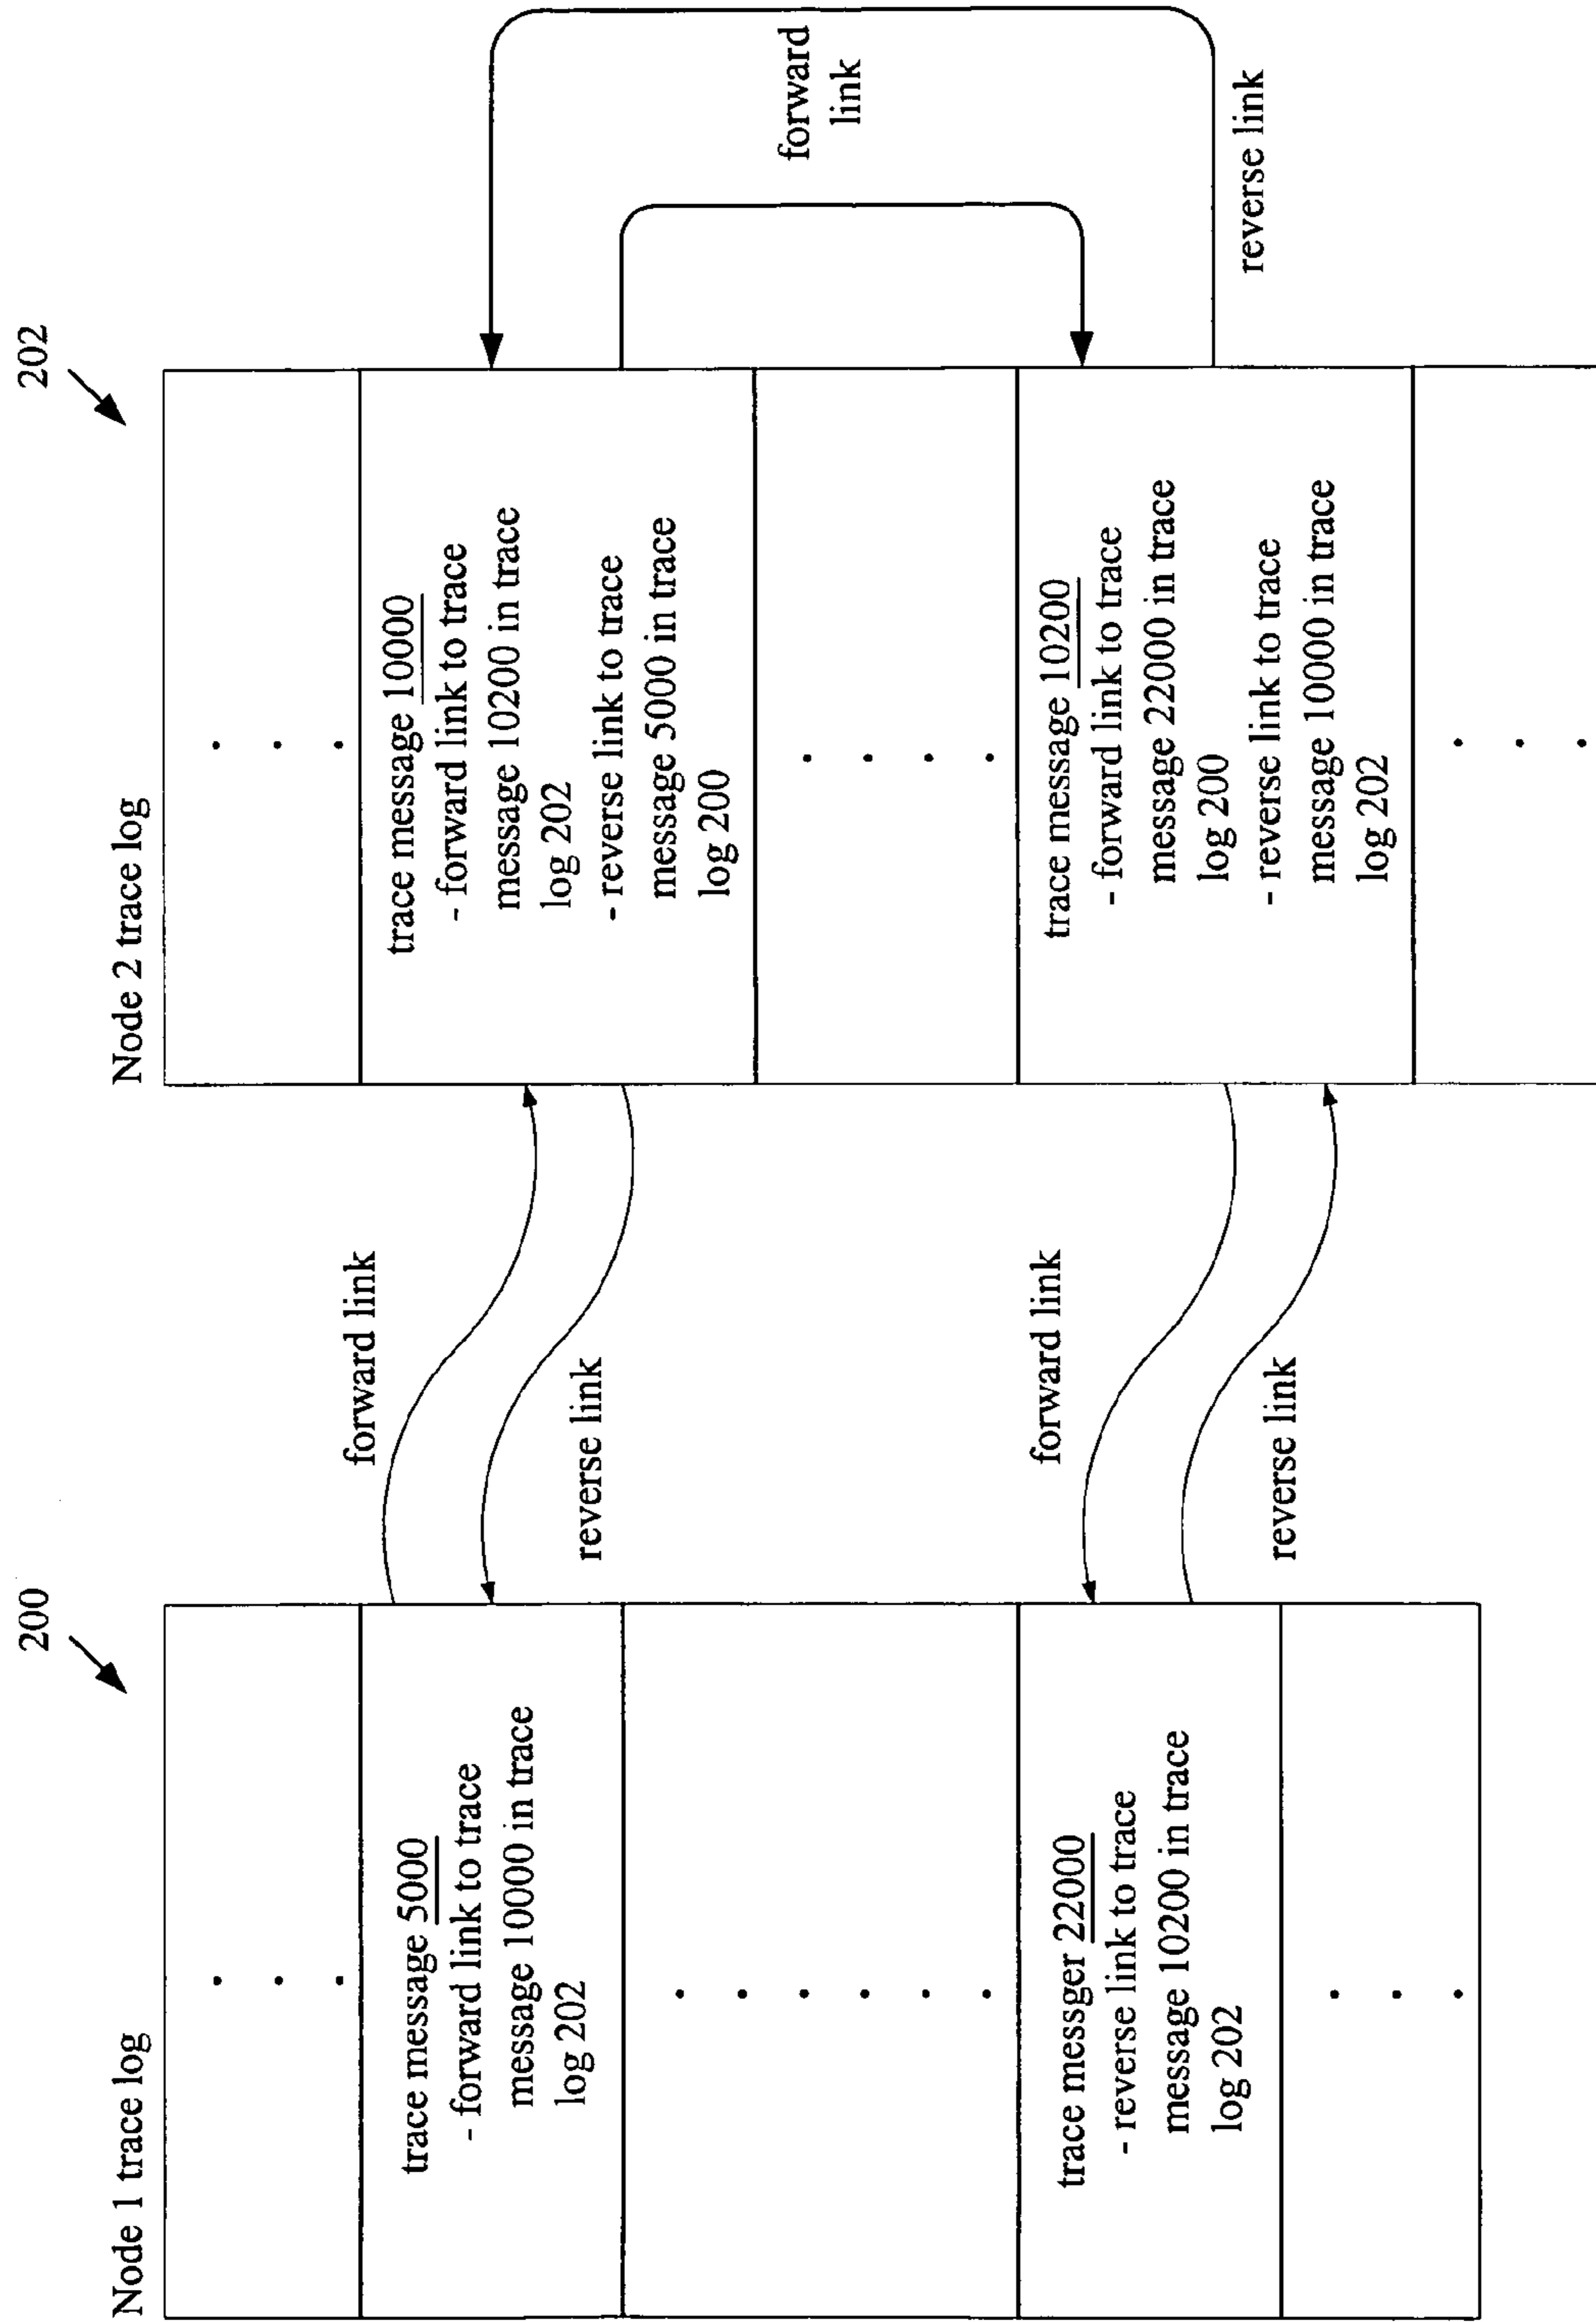 200
Node 1 trace log
trace message 5000
- forward link to trace
message 10000 in trace
log 202
trace messger 22000
- reverse link to trace
message 10200 in trace
log 202
forward link
reverse link
forward link
reverse link
202
Node 2 trace log
trace message 10000
- forward link to trace
message 10200 in trace
log 202
- reverse link to trace
message 5000 in trace
log 200
trace message 10200
- forward link to trace
message 22000 in trace
log 200
- reverse link to trace
message 10000 in trace
log 202
forward
link
reverse link